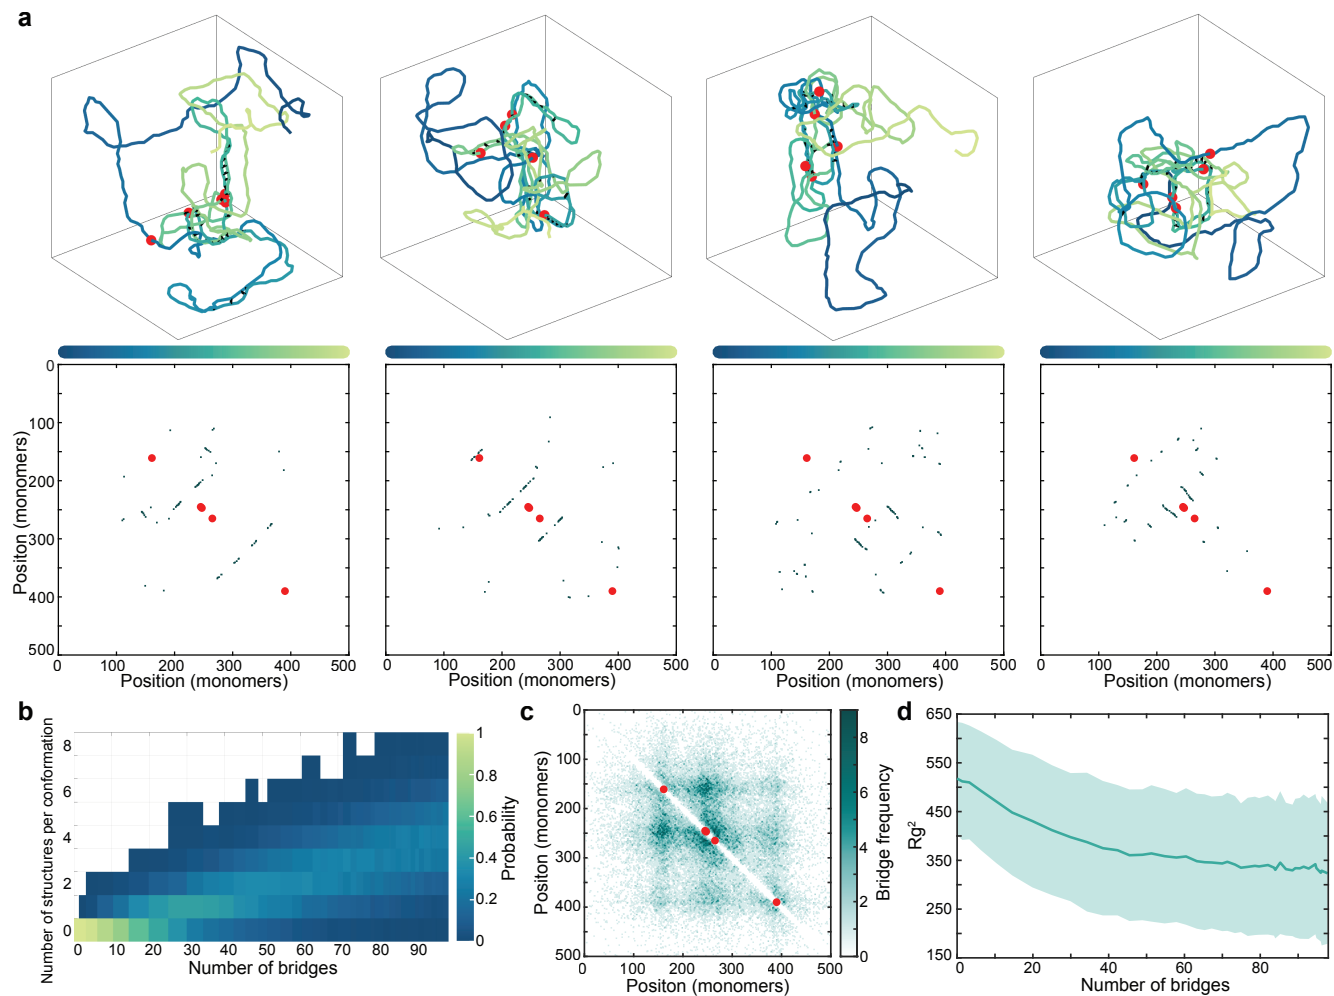 a
0
100
200
300
400
500
Positon (monomers)
0 100 200 300 400 500
0 100 200 300 400 500
0 100 200 300 400 500
0 100 200 300 400 500
Position (monomers)
Position (monomers)
Position (monomers)
Position (monomers)
b
Number of structures per conformation
8
6
4
2
0
0 10 20 30 40 50 60 70 80 90
Number of bridges
1
0.8
0.6
0.4
0.2
0
Probability
c
0
100
200
300
400
500
Positon (monomers)
0 100 200 300 400 500
Positon (monomers)
8
6
4
2
0
Bridge frequency
d
650
550
450
350
250
150
Rg²
0 20 40 60 80
Number of bridges